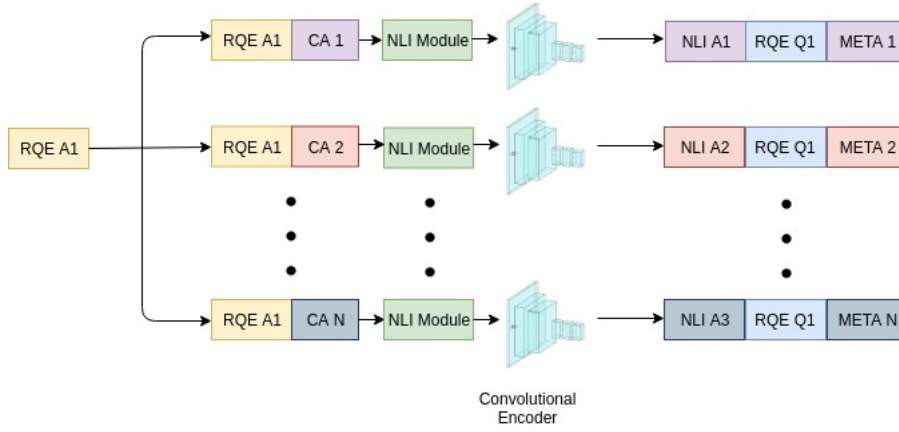 RQE A1 CA 1 NLI Module NLI A1 RQE Q1 META 1
RQE A1 RQE A1 CA 2 NLI Module NLI A2 RQE Q1 META 2
RQE A1 CA N NLI Module NLI A3 RQE Q1 META N
Convolutional
Encoder